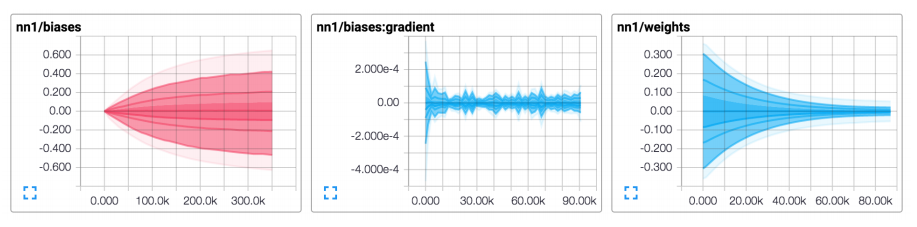 nn1/biases
0.600
0.400
0.200
0.00
-0.200
-0.400
-0.600
0.000 100.0k 200.0k 300.0k
nn1/biases:gradient
2.000e-4
0.00
-2.000e-4
-4.000e-4
0.000 30.00k 60.00k 90.00k
nn1/weights
0.300
0.200
0.100
0.00
-0.100
-0.200
-0.300
0.000 20.00k 40.00k 60.00k 80.00k